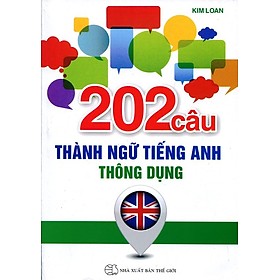 KIM LOAN
202 câu
THÀNH NGỮ TIẾNG ANH
THÔNG DỤNG
NHÀ XUẤT BẢN THẾ GIỚI